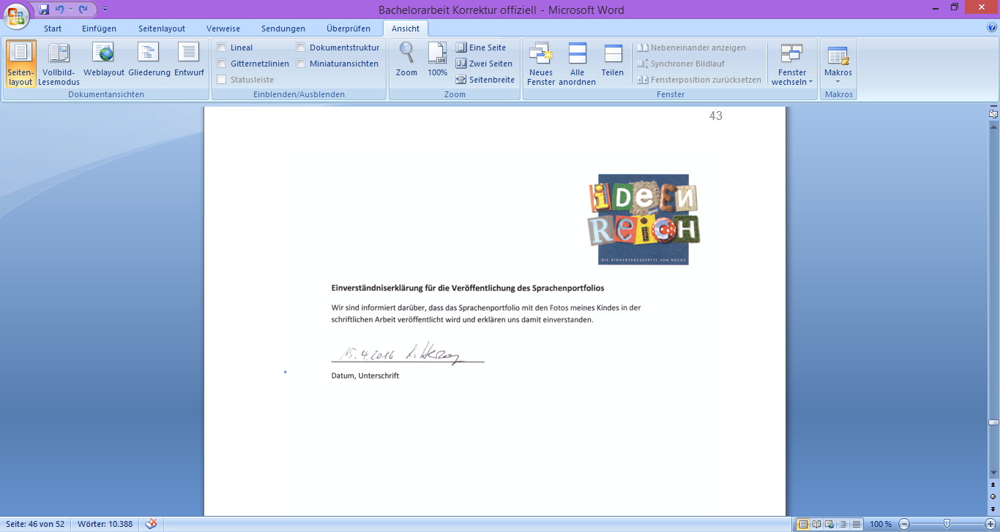 Bachelorarbeit Korrektur offiziell - Microsoft Word
Start Einfügen Seitenlayout Verweise Sendungen Überprüfen Ansicht
Seiten-
layout
Vollbild-
Lesemodus
Weblayout
Gliederung
Entwurf
Dokumentansichten
Lineal
Gitternetzlinien
Statusleiste
Dokumentstruktur
Miniaturansichten
Einblenden/Ausblenden
Zoom
100%
Eine Seite
Zwei Seiten
Seitenbreite
Zoom
Neues
Fenster
Alle
anordnen
Teilen
Nebeneinander anzeigen
Synchroner Bildlauf
Fensterposition zurücksetzen
Fenster
wechseln
Fenster
Makros
Makros
43
iDeEn
ReicH
DIE KINDERTAGESSTÄTTE VON ROCHE
Einverständniserklärung für die Veröffentlichung des Sprachenportfolios
Wir sind informiert darüber, dass das Sprachenportfolio mit den Fotos meines Kindes in der
schriftlichen Arbeit veröffentlicht wird und erklären uns damit einverstanden.
15.4.2016
Datum, Unterschrift
Seite: 46 von 52 Wörter: 10.388 100 %